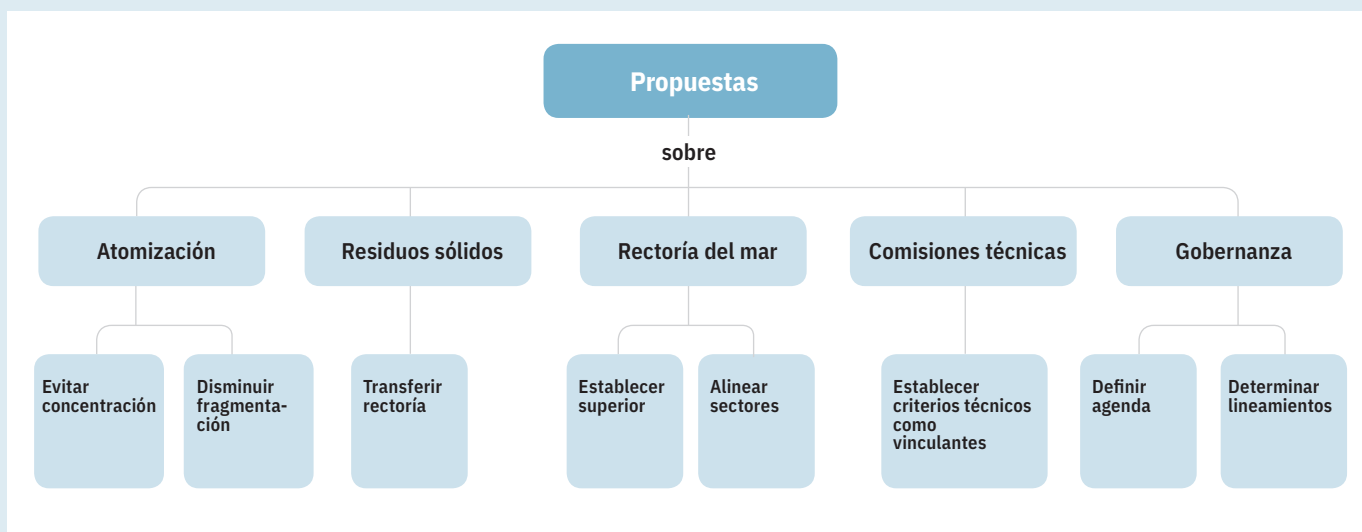 Propuestas
sobre
Atomización
Residuos sólidos
Rectoría del mar
Comisiones técnicas
Gobernanza
Evitar
concentración
Disminuir
fragmenta-
ción
Transferir
rectoría
Establecer
superior
Alinear
sectores
Establecer
criterios técnicos
como
vinculantes
Definir
agenda
Determinar
lineamientos